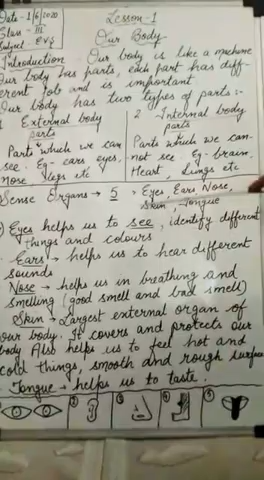 Date - 1/6/2020
Class - III
Subject - EVS
Lesson - 1
Our Body
Introduction
Our body is like a machine
Our body has parts, each part has diff-
erent job and is important
Our body has two types of parts :-
1 External body
parts
Parts which we can
see. Eg - ears, eyes,
Nose, Legs etc
2 Internal body
parts
Parts which we can-
not see. Eg - brain,
Heart, Lungs etc
Sense Organs → 5 → Eyes, Ears, Nose,
Skin, Tongue
Eyes helps us to see, identify different
things and colours
Ears → helps us to hear different
sounds
Nose → helps us in breathing and
smelling (good smell and bad smell)
Skin → Largest external organ of
our body. It covers and protects our
body Also helps us to feel hot and
cold things, smooth and rough surface
Tongue → helps us to taste.